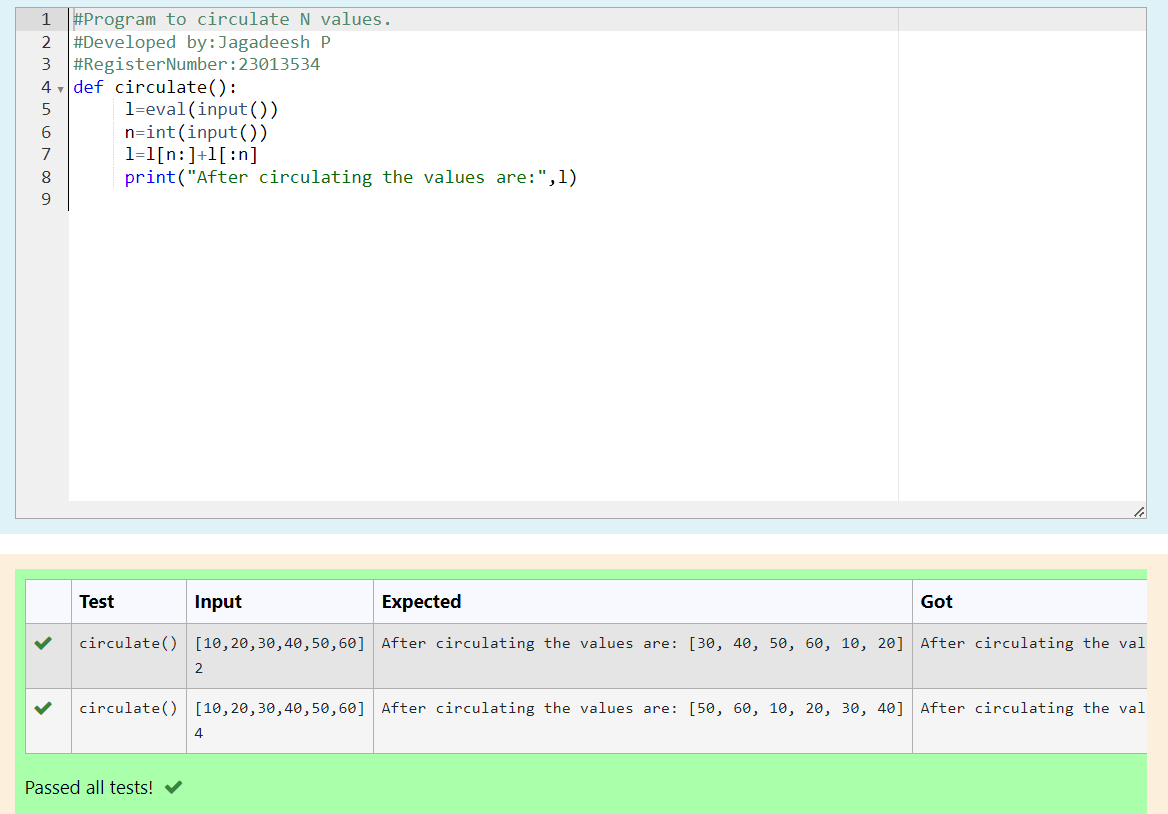 1 #Program to circulate N values.
2 #Developed by:Jagadeesh P
3 #RegisterNumber:23013534
4 def circulate():
5 l=eval(input())
6 n=int(input())
7 l=l[n:]+l[:n]
8 print("After circulating the values are:",l)
9
Test Input Expected Got
circulate() [10,20,30,40,50,60] After circulating the values are: [30, 40, 50, 60, 10, 20] After circulating the val
2
circulate() [10,20,30,40,50,60] After circulating the values are: [50, 60, 10, 20, 30, 40] After circulating the val
4
Passed all tests!